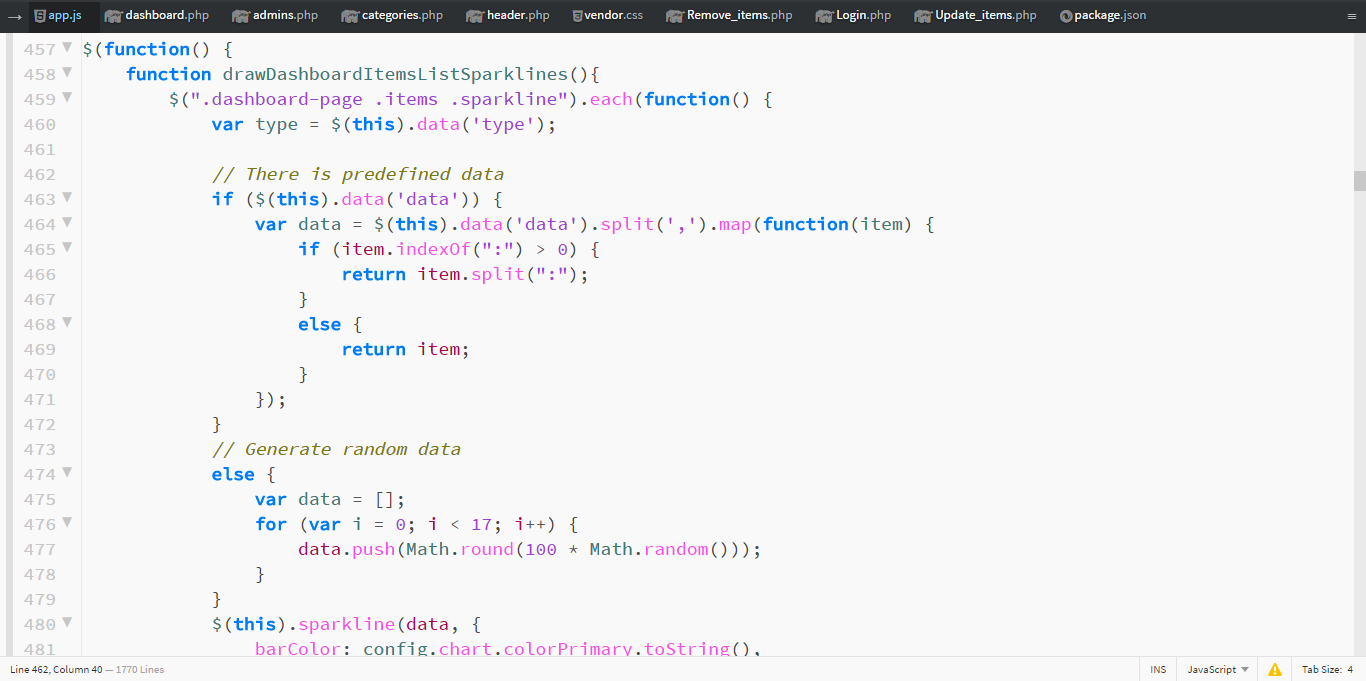 → app.js dashboard.php admins.php categories.php header.php vendor.css Remove_items.php Login.php Update_items.php package.json
457 $(function() {
458 function drawDashboardItemsListSparklines(){
459 $(".dashboard-page .items .sparkline").each(function() {
460 var type = $(this).data('type');
461
462 // There is predefined data
463 if ($(this).data('data')) {
464 var data = $(this).data('data').split(',').map(function(item) {
465 if (item.indexOf(":") > 0) {
466 return item.split(":");
467 }
468 else {
469 return item;
470 }
471 });
472 }
473 // Generate random data
474 else {
475 var data = [];
476 for (var i = 0; i < 17; i++) {
477 data.push(Math.round(100 * Math.random()));
478 }
479 }
480 $(this).sparkline(data, {
481 barColor: config.chart.colorPrimary.toString(),
Line 462, Column 40 — 1770 Lines INS JavaScript Tab Size: 4